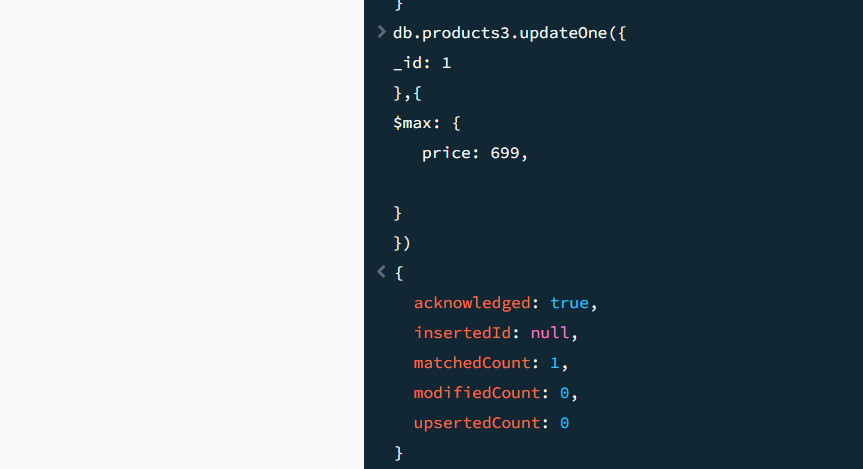 }
> db.products3.updateOne({
_id: 1
},{
$max: {
price: 699,
}
})
< {
acknowledged: true,
insertedId: null,
matchedCount: 1,
modifiedCount: 0,
upsertedCount: 0
}